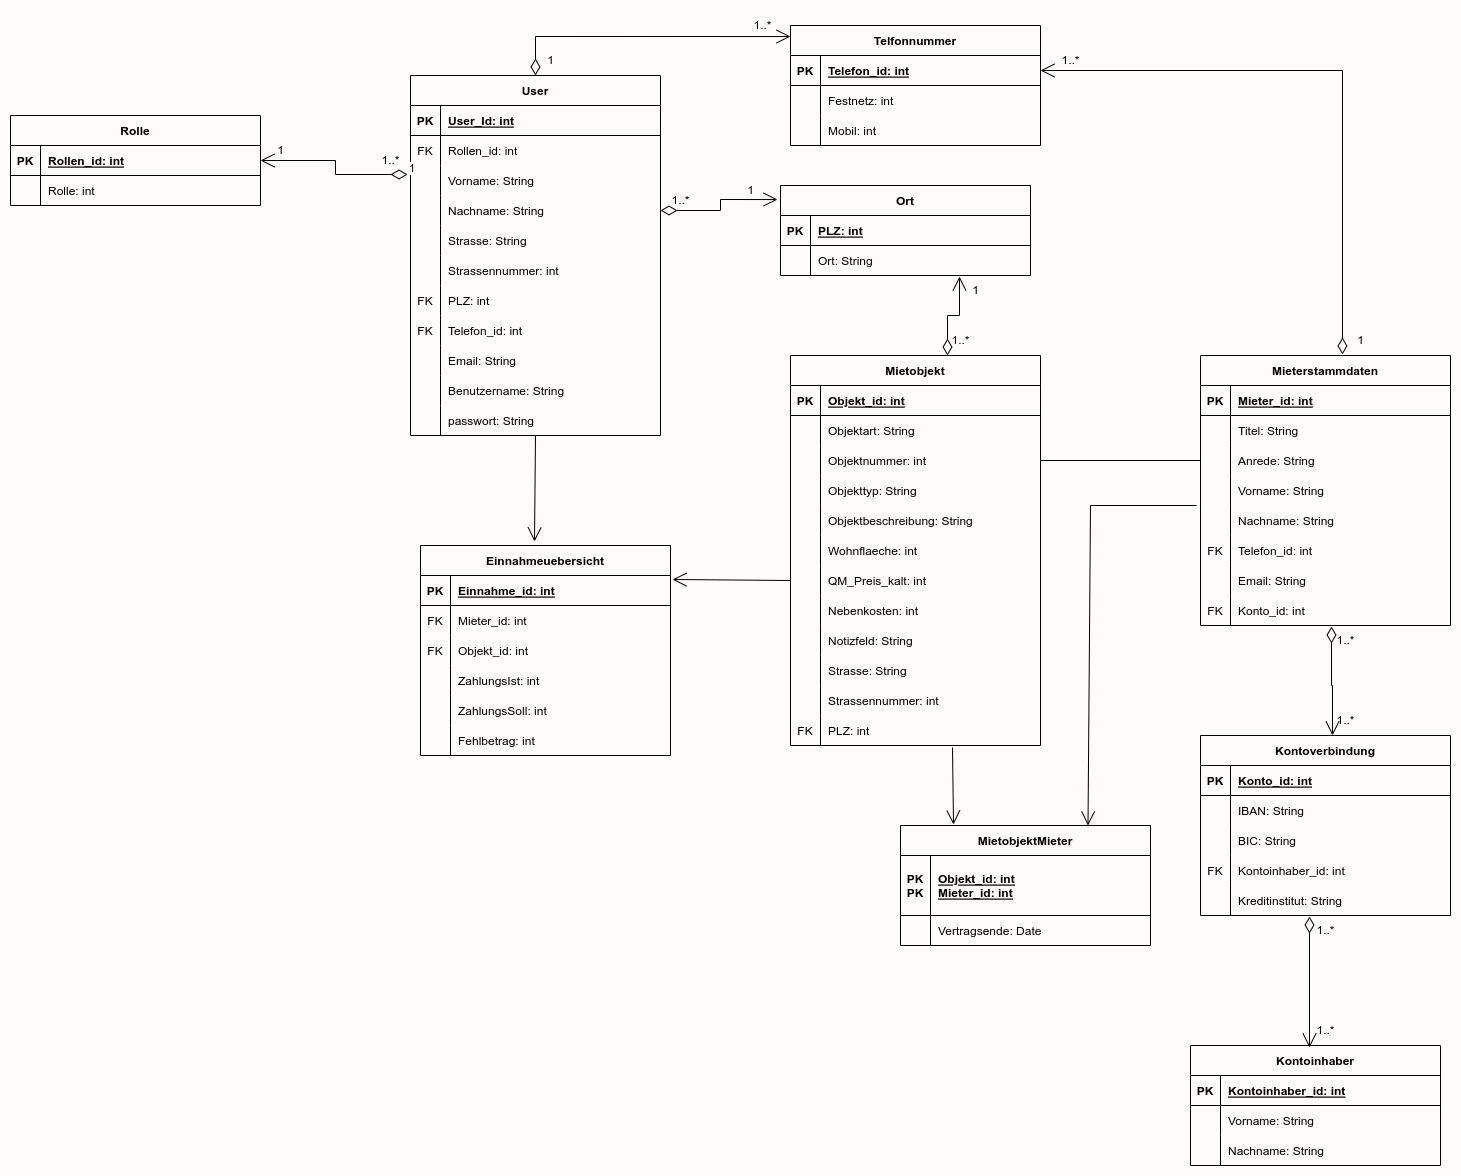 1..*
1
Telfonnummer
PK Telefon_id: int
Festnetz: int
Mobil: int
1..*
User
PK User_Id: int
FK Rollen_id: int
Vorname: String
Nachname: String
Strasse: String
Strassennummer: int
FK PLZ: int
FK Telefon_id: int
Email: String
Benutzername: String
passwort: String
Rolle
PK Rollen_id: int
Rolle: int
1
1..*
1
1..*
1
Ort
PK PLZ: int
Ort: String
1
1..*
1
Mietobjekt
PK Objekt_id: int
Objektart: String
Objektnummer: int
Objekttyp: String
Objektbeschreibung: String
Wohnflaeche: int
QM_Preis_kalt: int
Nebenkosten: int
Notizfeld: String
Strasse: String
Strassennummer: int
FK PLZ: int
Mieterstammdaten
PK Mieter_id: int
Titel: String
Anrede: String
Vorname: String
Nachname: String
FK Telefon_id: int
Email: String
FK Konto_id: int
Einnahmeuebersicht
PK Einnahme_id: int
FK Mieter_id: int
FK Objekt_id: int
ZahlungsIst: int
ZahlungsSoll: int
Fehlbetrag: int
1..*
1..*
Kontoverbindung
PK Konto_id: int
IBAN: String
BIC: String
FK Kontoinhaber_id: int
Kreditinstitut: String
MietobjektMieter
PK Objekt_id: int
PK Mieter_id: int
Vertragsende: Date
1..*
1..*
Kontoinhaber
PK Kontoinhaber_id: int
Vorname: String
Nachname: String